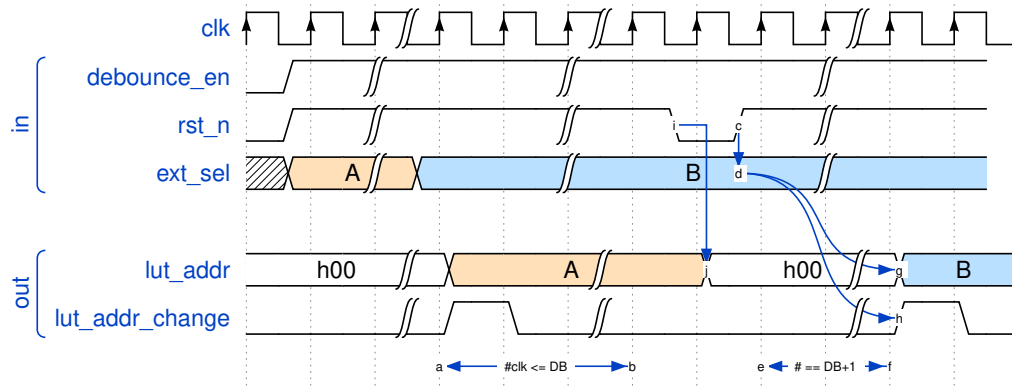 clk
in
debounce_en
rst_n
i
c
ext_sel
A
B
d
out
lut_addr
h00
A
j
h00
g
B
lut_addr_change
h
a
#clk <= DB
b
e
# == DB+1
f